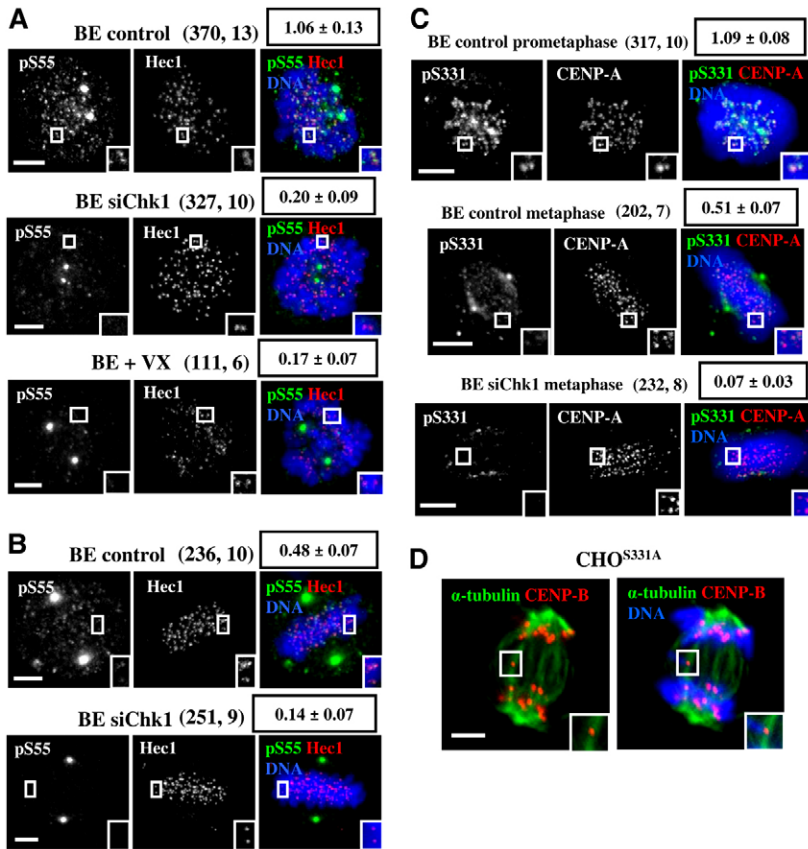 A
BE control (370, 13) 1.06 ± 0.13
pS55 Hec1 pS55 Hec1
DNA
BE siChk1 (327, 10) 0.20 ± 0.09
pS55 Hec1 pS55 Hec1
DNA
BE + VX (111, 6) 0.17 ± 0.07
pS55 Hec1 pS55 Hec1
DNA
B
BE control (236, 10) 0.48 ± 0.07
pS55 Hec1 pS55 Hec1
DNA
BE siChk1 (251, 9) 0.14 ± 0.07
pS55 Hec1 pS55 Hec1
DNA
C
BE control prometaphase (317, 10) 1.09 ± 0.08
pS331 CENP-A pS331 CENP-A
DNA
BE control metaphase (202, 7) 0.51 ± 0.07
pS331 CENP-A pS331 CENP-A
DNA
BE siChk1 metaphase (232, 8) 0.07 ± 0.03
pS331 CENP-A pS331 CENP-A
DNA
D
CHO^S331A
α-tubulin CENP-B α-tubulin CENP-B
DNA